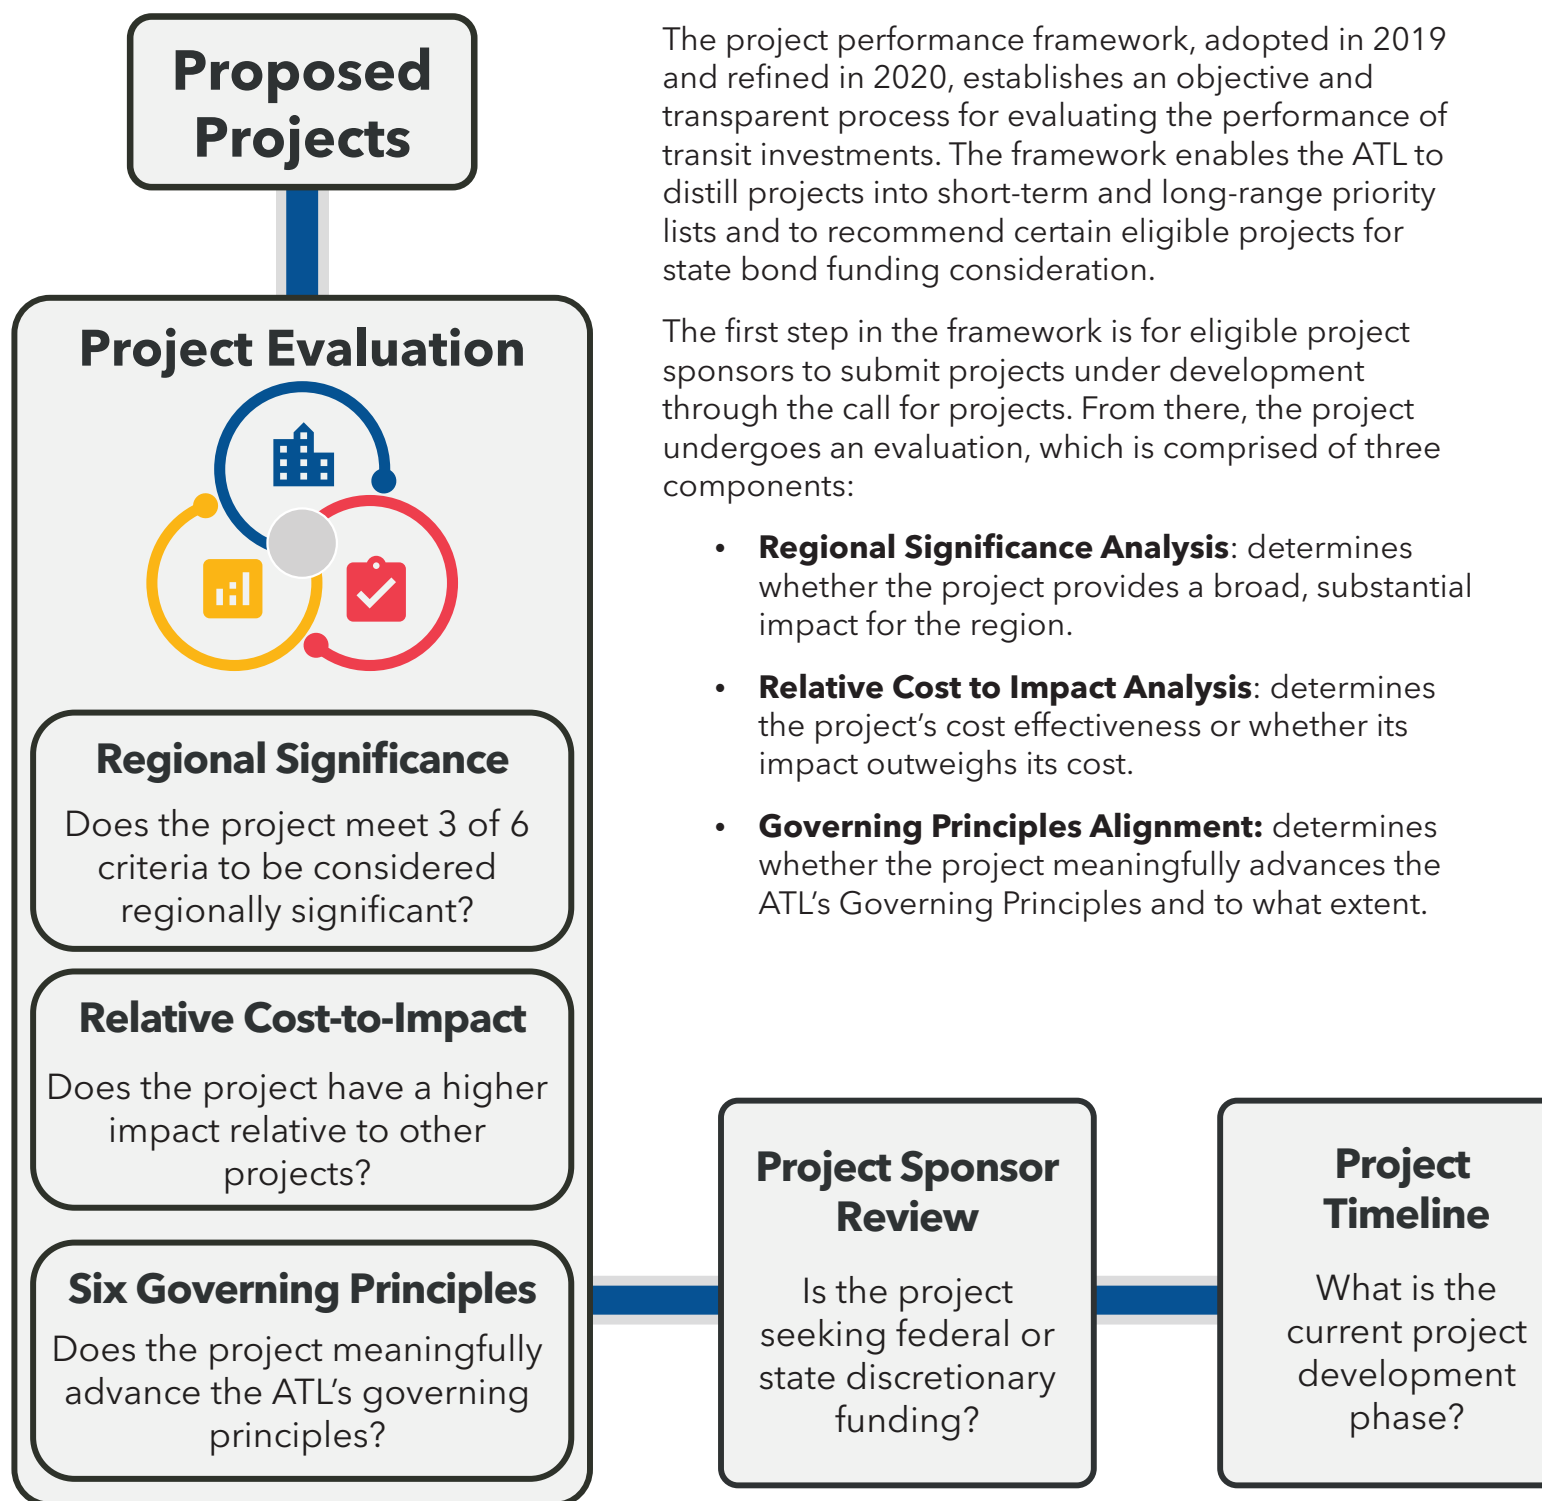 Proposed
Projects
Project Evaluation
Regional Significance
Does the project meet 3 of 6
criteria to be considered
regionally significant?
Relative Cost-to-Impact
Does the project have a higher
impact relative to other
projects?
Six Governing Principles
Does the project meaningfully
advance the ATL’s governing
principles?
The project performance framework, adopted in 2019
and refined in 2020, establishes an objective and
transparent process for evaluating the performance of
transit investments. The framework enables the ATL to
distill projects into short-term and long-range priority
lists and to recommend certain eligible projects for
state bond funding consideration.
The first step in the framework is for eligible project
sponsors to submit projects under development
through the call for projects. From there, the project
undergoes an evaluation, which is comprised of three
components:
• Regional Significance Analysis: determines
whether the project provides a broad, substantial
impact for the region.
• Relative Cost to Impact Analysis: determines
the project’s cost effectiveness or whether its
impact outweighs its cost.
• Governing Principles Alignment: determines
whether the project meaningfully advances the
ATL’s Governing Principles and to what extent.
Project Sponsor
Review
Is the project
seeking federal or
state discretionary
funding?
Project
Timeline
What is the
current project
development
phase?